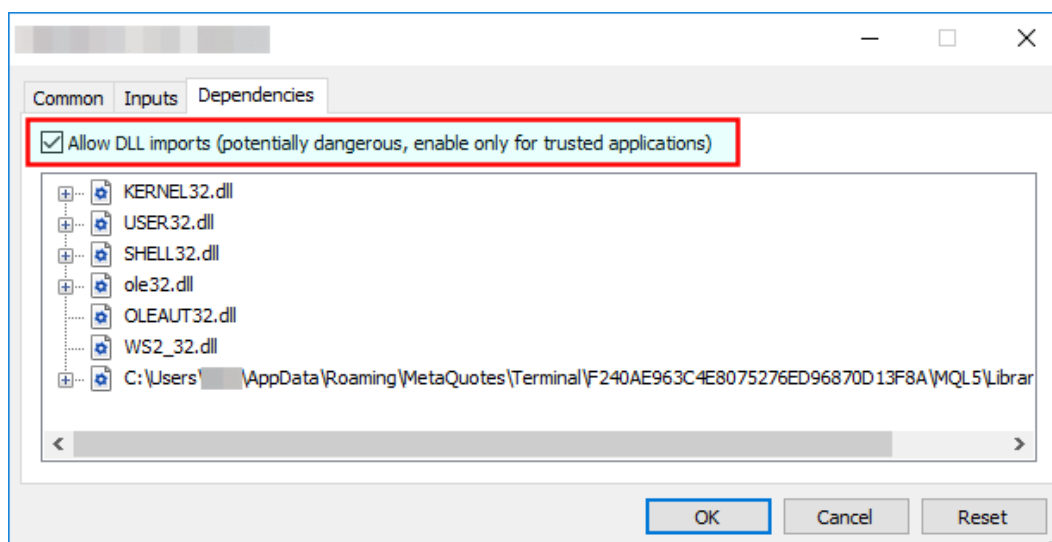 Common Inputs Dependencies
Allow DLL imports (potentially dangerous, enable only for trusted applications)
KERNEL32.dll
USER32.dll
SHELL32.dll
ole32.dll
OLEAUT32.dll
WS2_32.dll
C:\Users\ \AppData\Roaming\MetaQuotes\Terminal\F240AE963C4E8075276ED96870D13F8A\MQL5\Librar
OK Cancel Reset